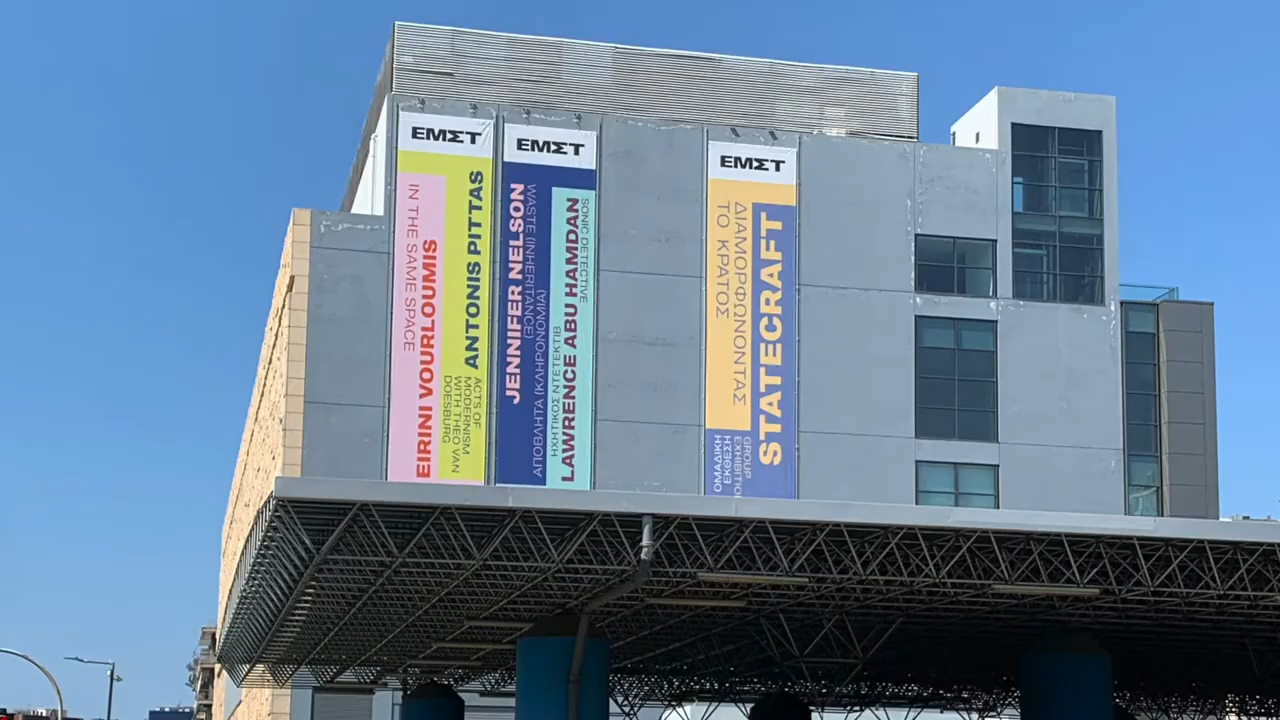 ΕΜΣΤ
IN THE SAME SPACE
EIRINI VOURLOUMIS
ANTONIS PITTAS
ACTS OF
MODERNISM
WITH THEO VAN
DOESBURG
ΕΜΣΤ
JENNIFER NELSON
WASTE (INHERITANCE)
ΑΠΟΒΛΗΤΑ (ΚΛΗΡΟΝΟΜΙΑ)
ΗΧΗΤΙΚΟΣ ΝΤΕΤΕΚΤΙΒ
LAWRENCE ABU HAMDAN
SONIC DETECTIVE
ΕΜΣΤ
ΔΙΑΜΟΡΦΩΝΟΝΤΑΣ
ΤΟ ΚΡΑΤΟΣ
STATECRAFT
ΟΜΑΔΙΚΗ
ΕΚΘΕΣΗ
GROUP
EXHIBITIO